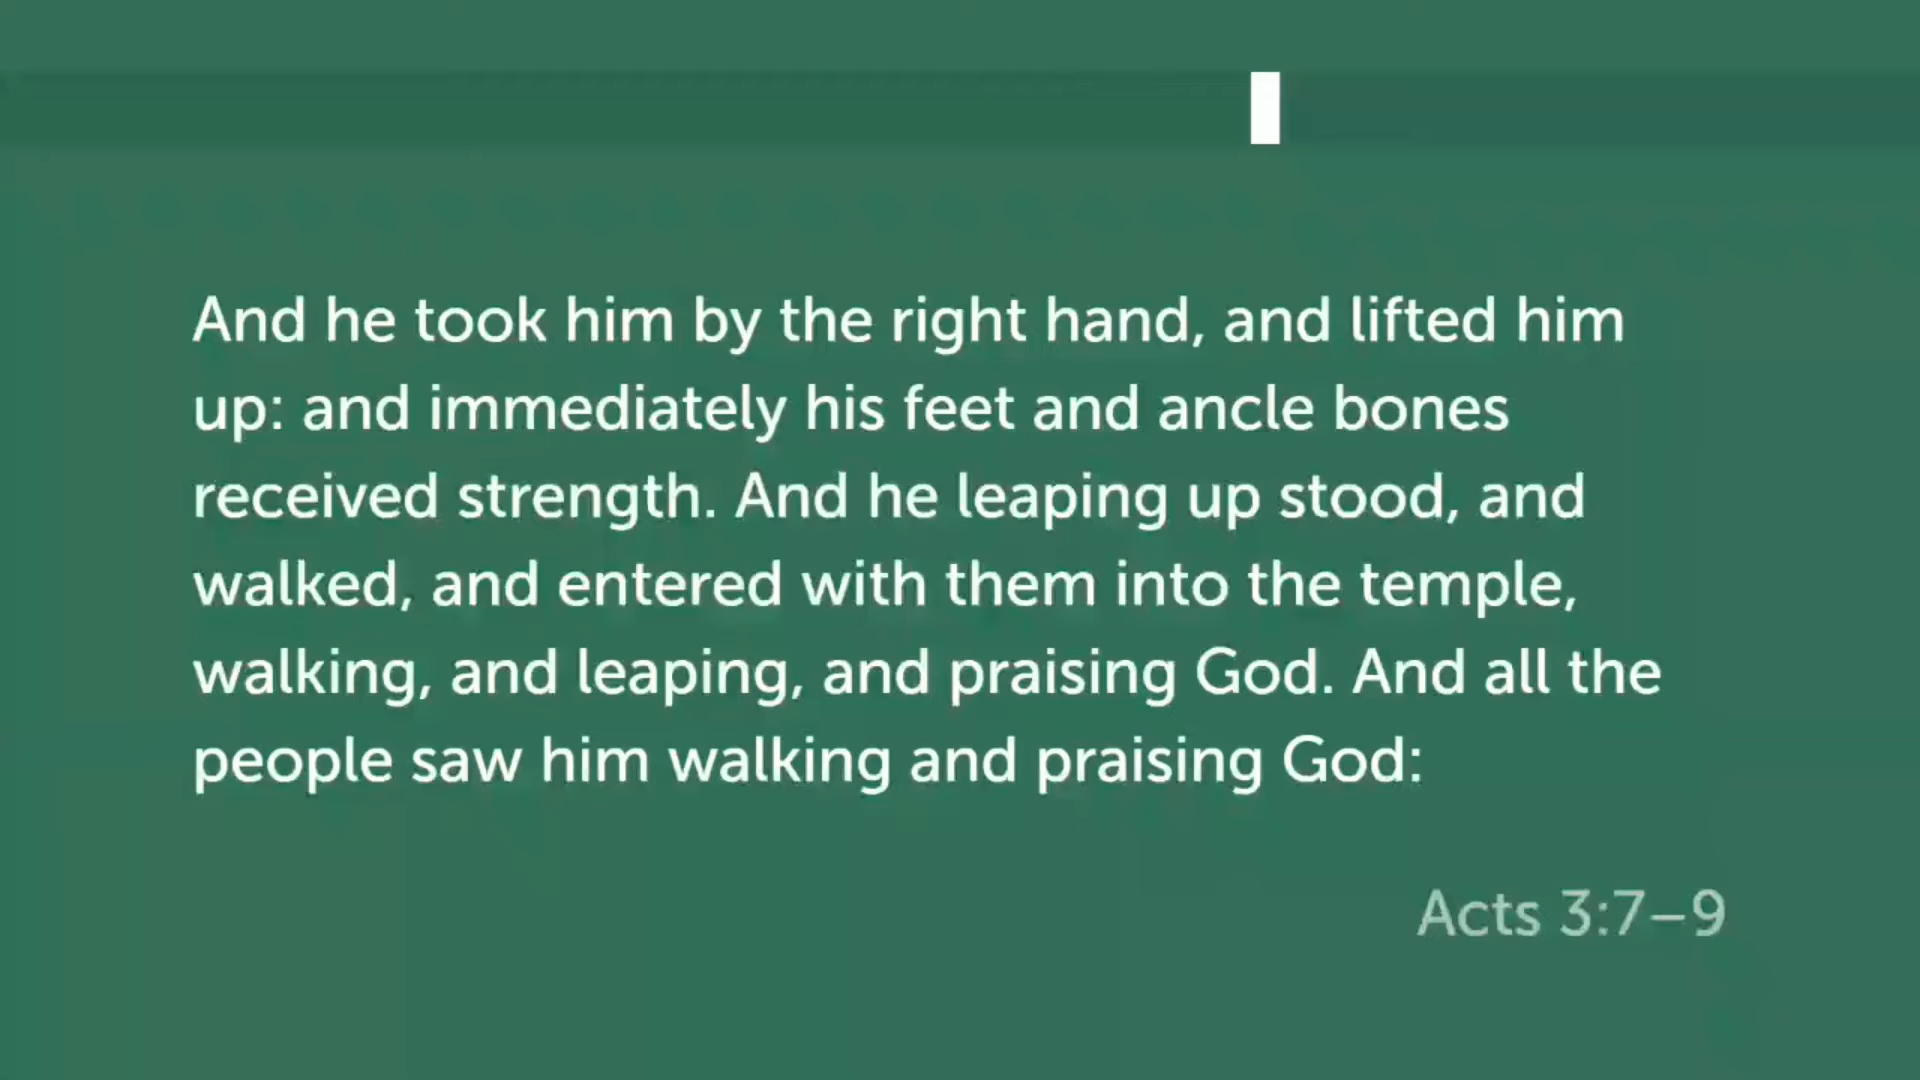 And he took him by the right hand, and lifted him
up: and immediately his feet and ancle bones
received strength. And he leaping up stood, and
walked, and entered with them into the temple,
walking, and leaping, and praising God. And all the
people saw him walking and praising God:
Acts 3:7–9